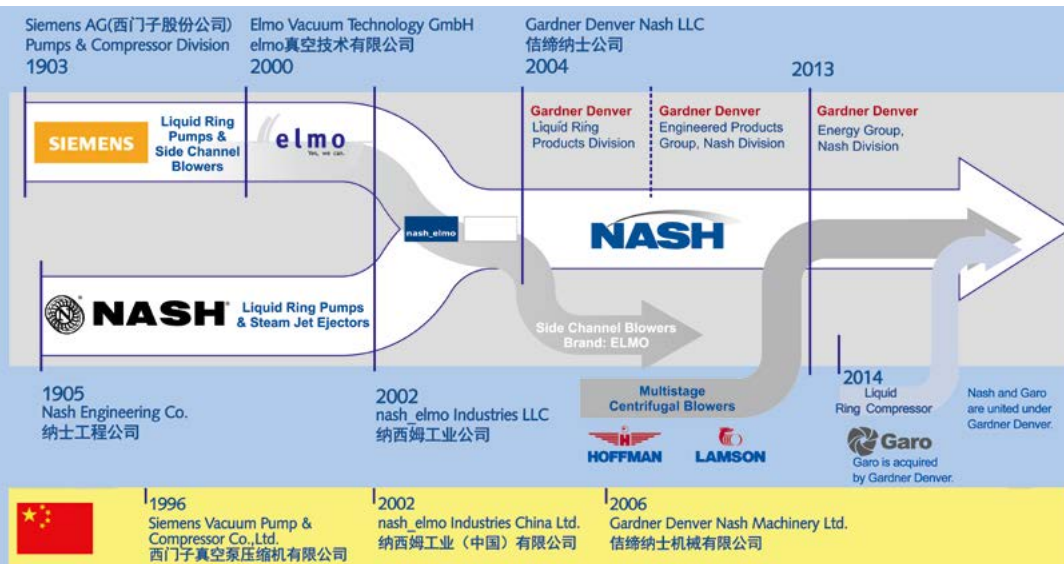 Siemens AG(西门子股份公司)
Pumps & Compressor Division
1903
Elmo Vacuum Technology GmbH
elmo真空技术有限公司
2000
Gardner Denver Nash LLC
佶缔纳士公司
2004
2013
SIEMENS
Liquid Ring
Pumps &
Side Channel
Blowers
elmo
Yes, we can.
Gardner Denver
Liquid Ring
Products Division
Gardner Denver
Engineered Products
Group, Nash Division
Gardner Denver
Energy Group,
Nash Division
nash_elmo
NASH
N
NASH®
Liquid Ring Pumps
& Steam Jet Ejectors
Side Channel Blowers
Brand: ELMO
1905
Nash Engineering Co.
纳士工程公司
2002
nash_elmo Industries LLC
纳西姆工业公司
Multistage
Centrifugal Blowers
H
HOFFMAN
LAMSON
2014
Liquid
Ring Compressor
Garo
Garo is acquired
by Gardner Denver.
Nash and Garo
are united under
Gardner Denver.
1996
Siemens Vacuum Pump &
Compressor Co.,Ltd.
西门子真空泵压缩机有限公司
2002
nash_elmo Industries China Ltd.
纳西姆工业（中国）有限公司
2006
Gardner Denver Nash Machinery Ltd.
佶缔纳士机械有限公司